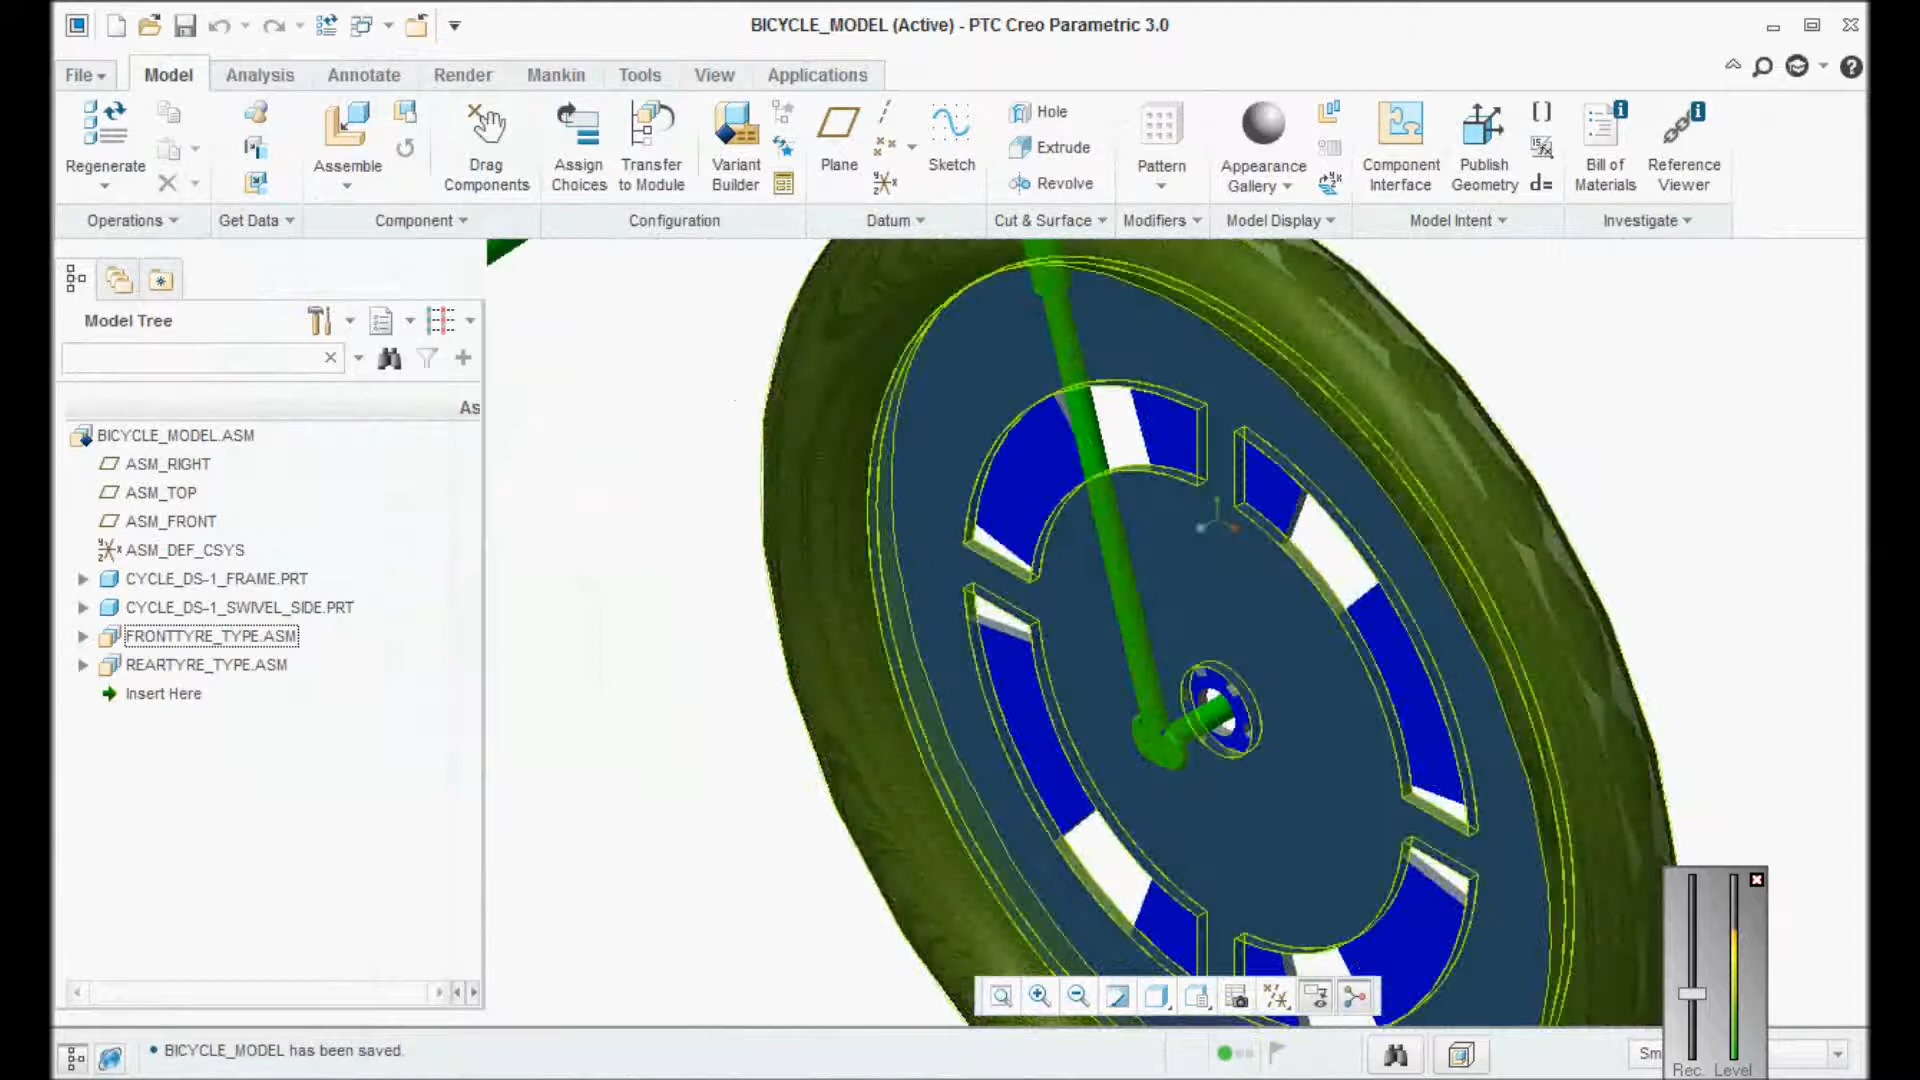 BICYCLE_MODEL (Active) - PTC Creo Parametric 3.0
File Model Analysis Annotate Render Mankin Tools View Applications
Regenerate
Assemble
Drag Components
Assign Choices
Transfer to Module
Variant Builder
Plane
Sketch
Hole
Extrude
Revolve
Pattern
Appearance Gallery
Component Interface
Publish Geometry
Bill of Materials
Reference Viewer
Operations Get Data Component Configuration Datum Cut & Surface Modifiers Model Display Model Intent Investigate
Model Tree
As
BICYCLE_MODEL.ASM
ASM_RIGHT
ASM_TOP
ASM_FRONT
ASM_DEF_CSYS
CYCLE_DS-1_FRAME.PRT
CYCLE_DS-1_SWIVEL_SIDE.PRT
FRONTTYRE_TYPE.ASM
REARTYRE_TYPE.ASM
Insert Here
BICYCLE_MODEL has been saved.
Sm
Rec. Level